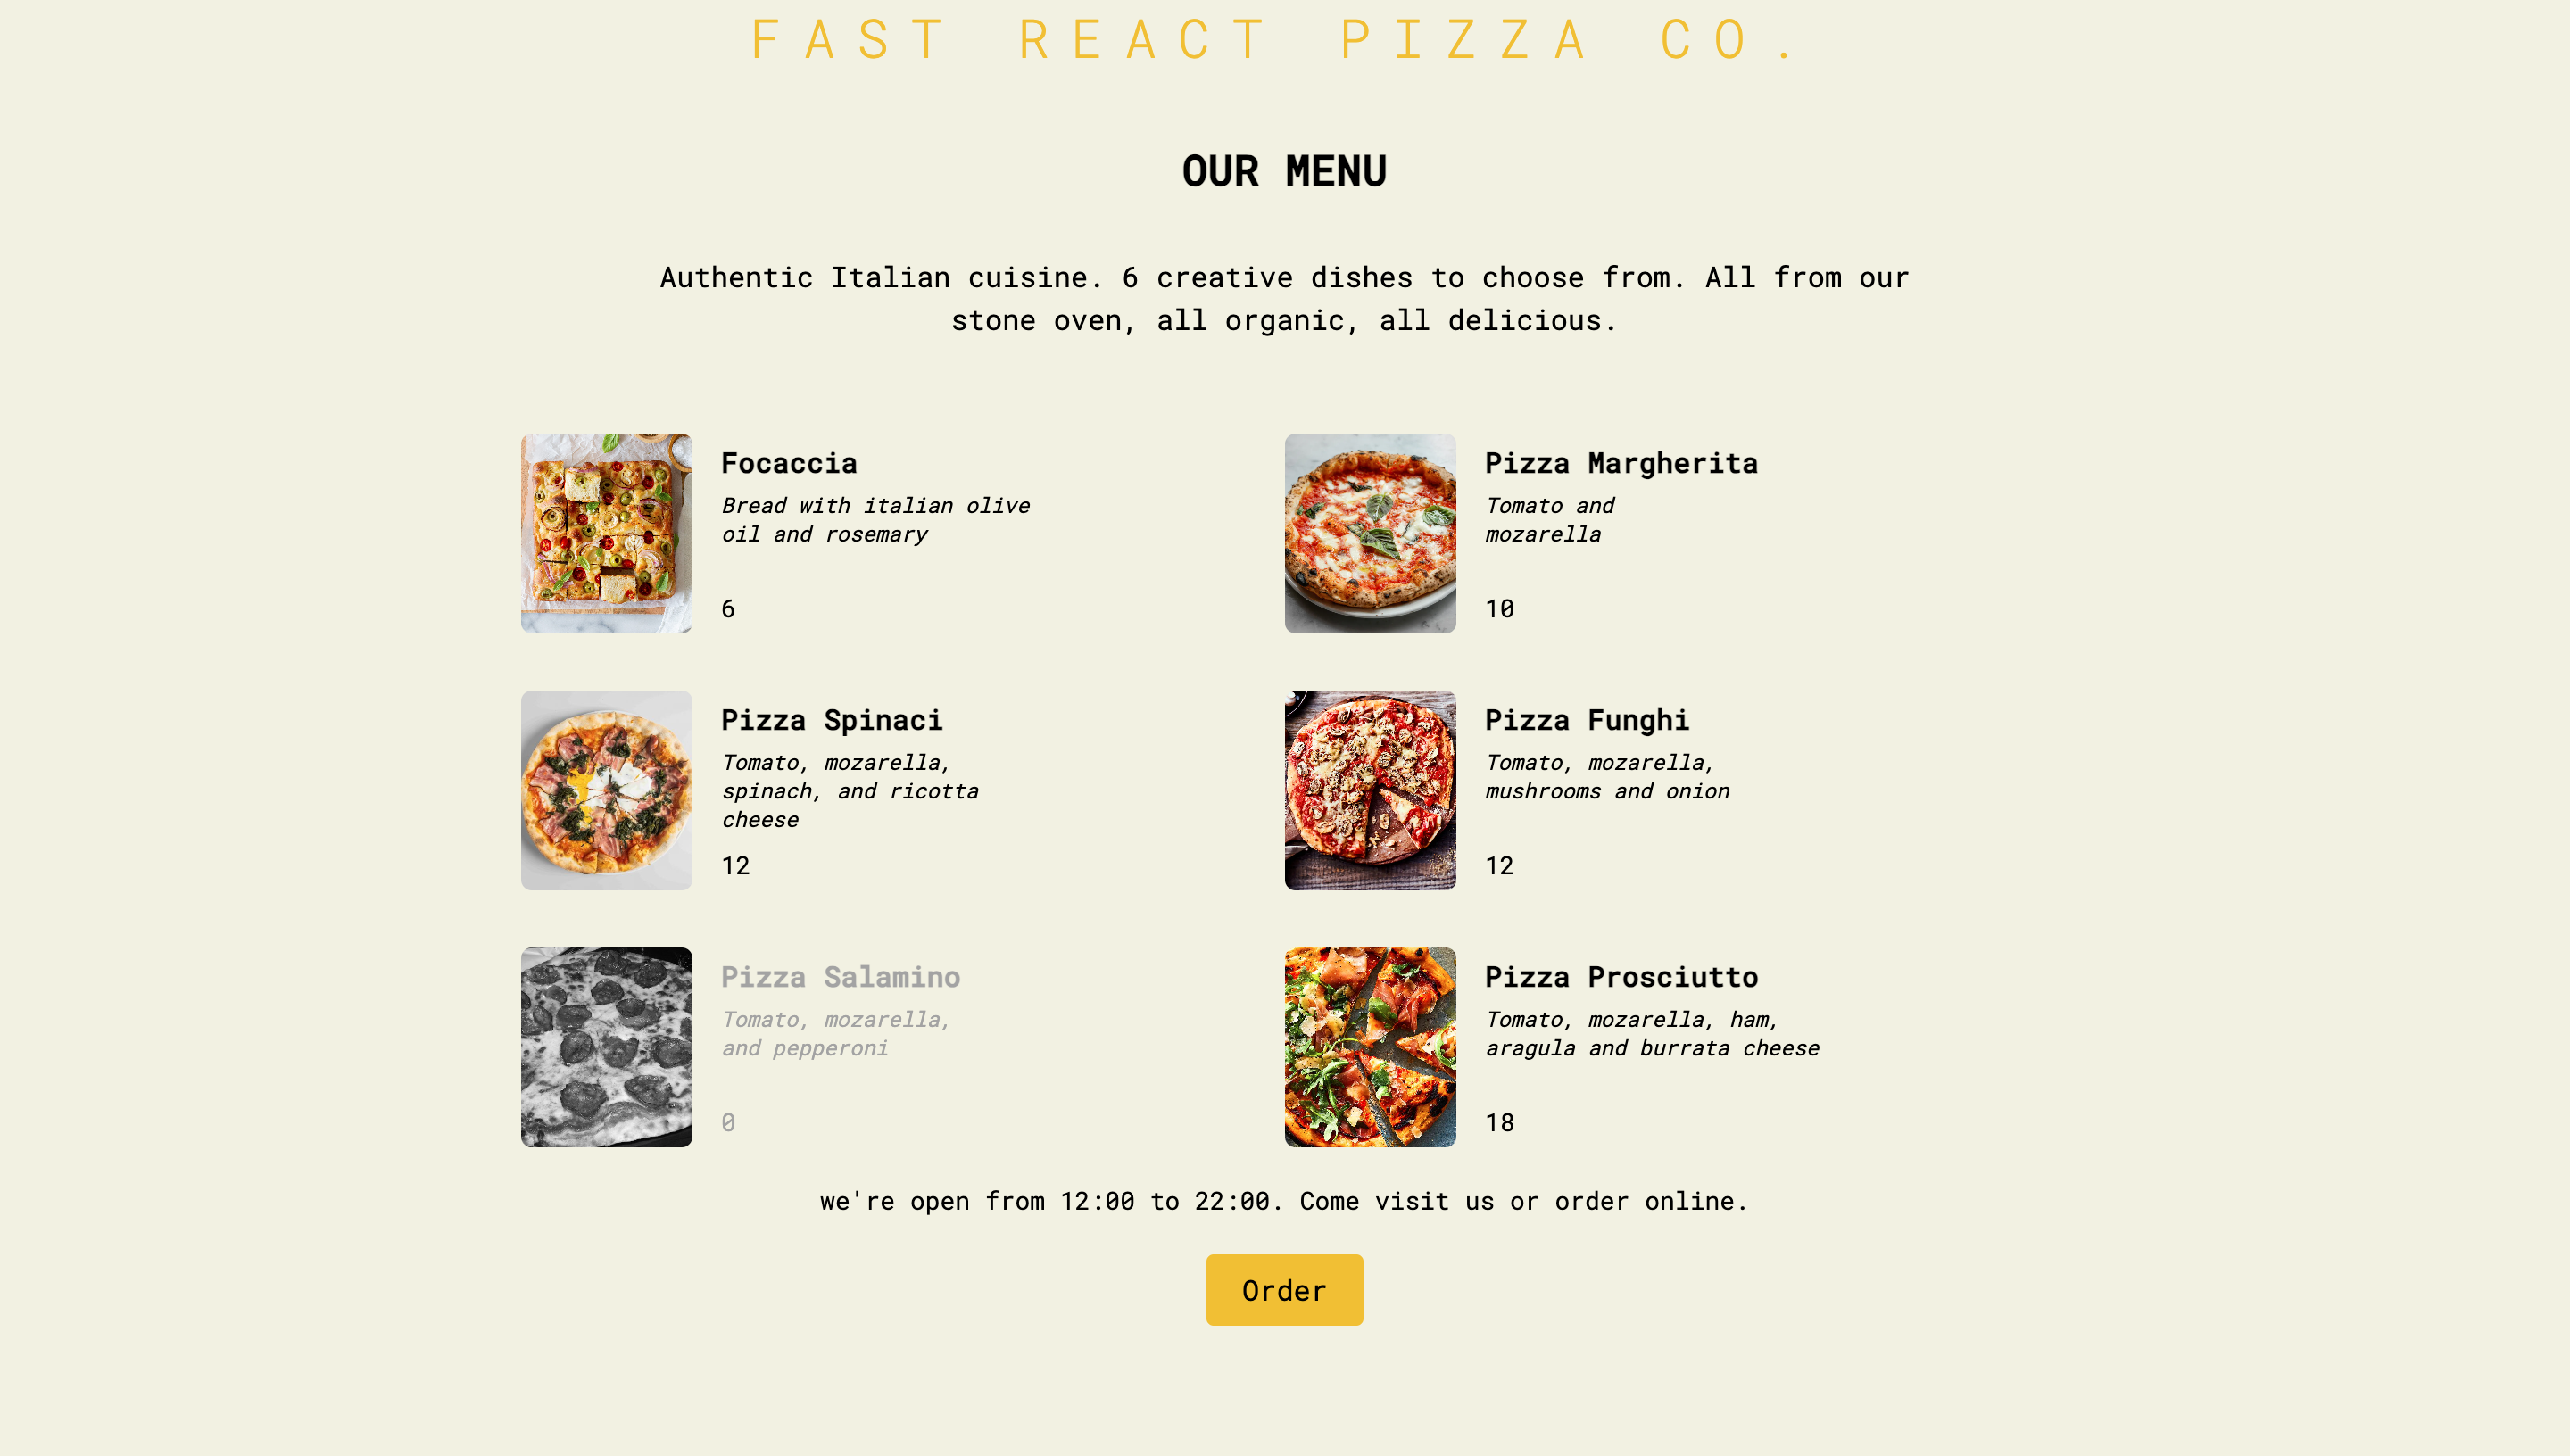 FAST REACT PIZZA CO.
OUR MENU
Authentic Italian cuisine. 6 creative dishes to choose from. All from our
stone oven, all organic, all delicious.
Focaccia
Bread with italian olive
oil and rosemary
6
Pizza Margherita
Tomato and
mozarella
10
Pizza Spinaci
Tomato, mozarella,
spinach, and ricotta
cheese
12
Pizza Funghi
Tomato, mozarella,
mushrooms and onion
12
Pizza Salamino
Tomato, mozarella,
and pepperoni
0
Pizza Prosciutto
Tomato, mozarella, ham,
aragula and burrata cheese
18
we're open from 12:00 to 22:00. Come visit us or order online.
Order